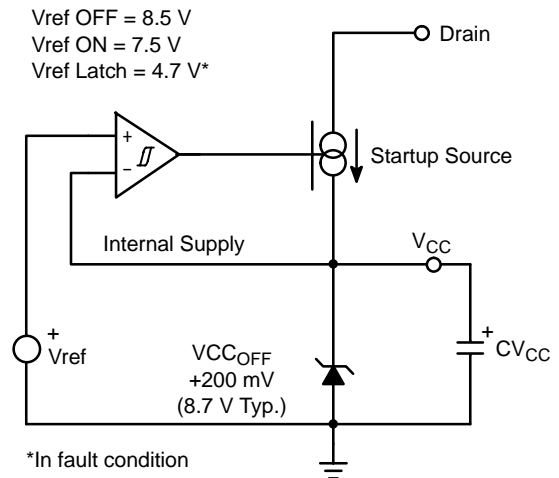 Vref OFF = 8.5 V
Vref ON = 7.5 V
Vref Latch = 4.7 V*
Drain
+
−
Startup Source
Internal Supply
VCC
+
Vref
VCCOFF
+200 mV
(8.7 V Typ.)
+
CVCC
*In fault condition